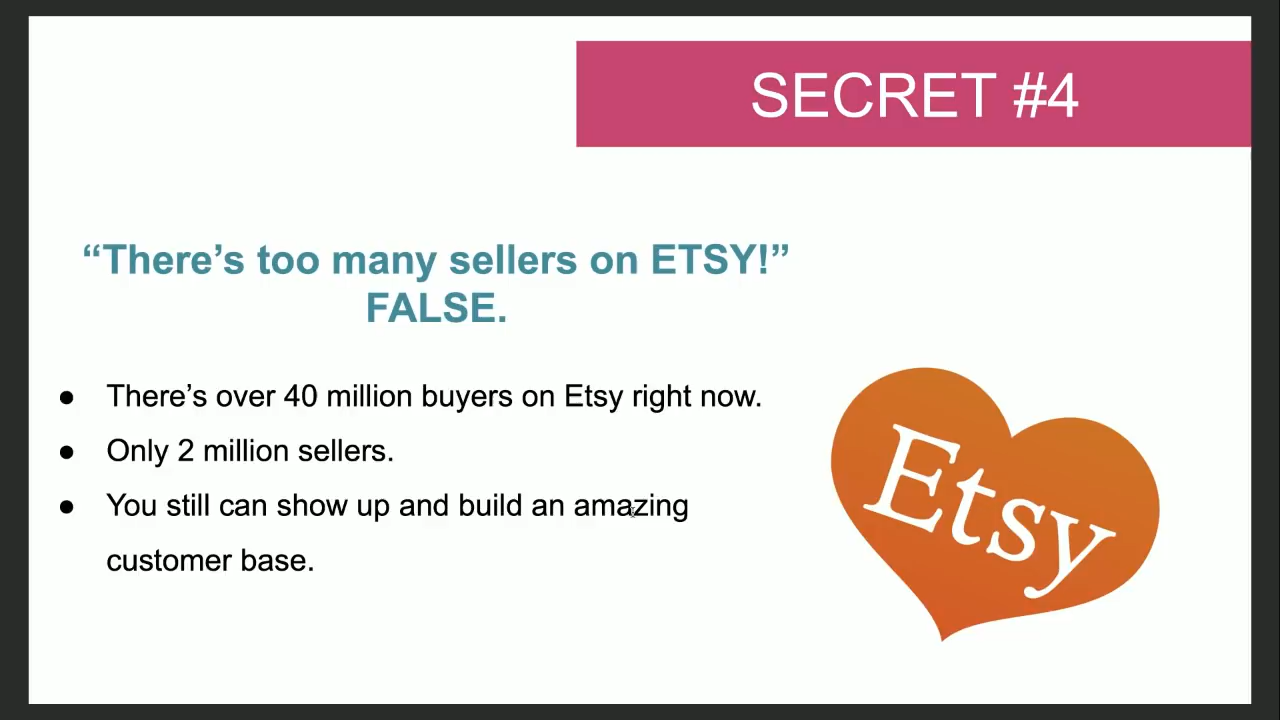 SECRET #4
“There’s too many sellers on ETSY!”
FALSE.
● There’s over 40 million buyers on Etsy right now.
● Only 2 million sellers.
● You still can show up and build an amazing
customer base.
Etsy